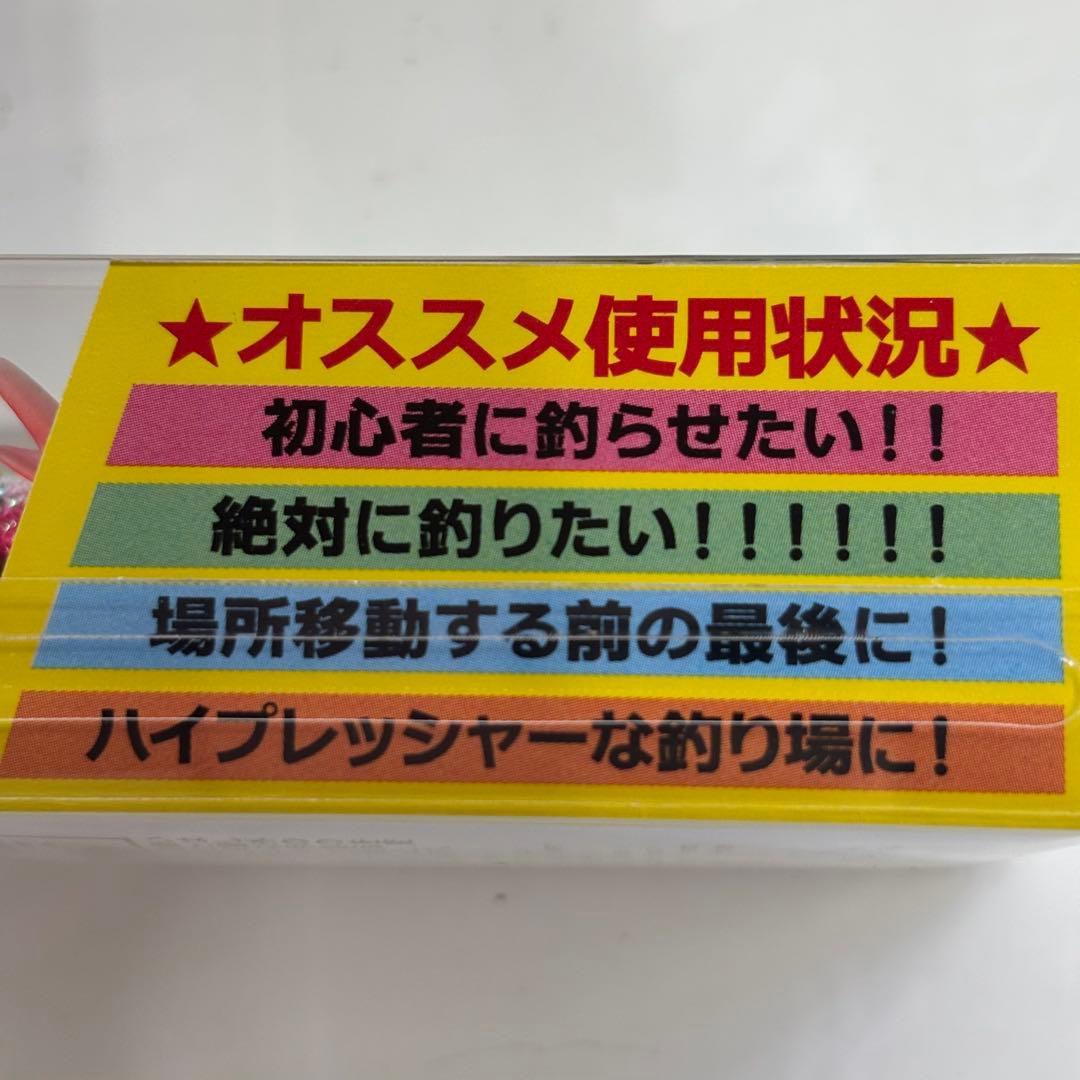 ★オススメ使用状況★
初心者に釣らせたい!!
絶対に釣りたい!!!!!!
場所移動する前の最後に!
ハイプレッシャーな釣り場に!